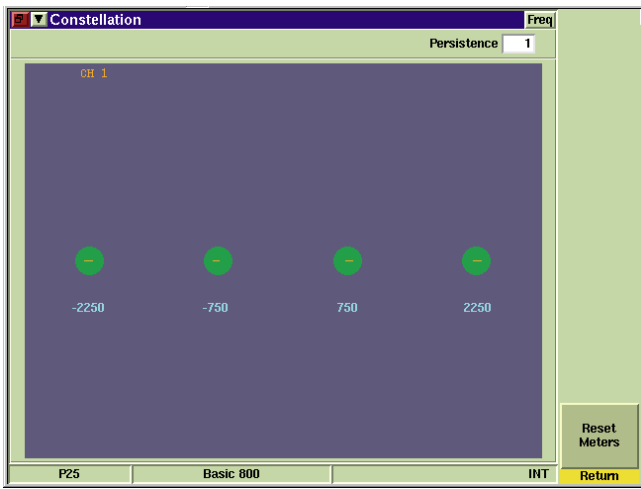 Constellation Freq
Persistence 1
CH 1
-2250 -750 750 2250
Reset
Meters
P25 Basic 800 INT Return